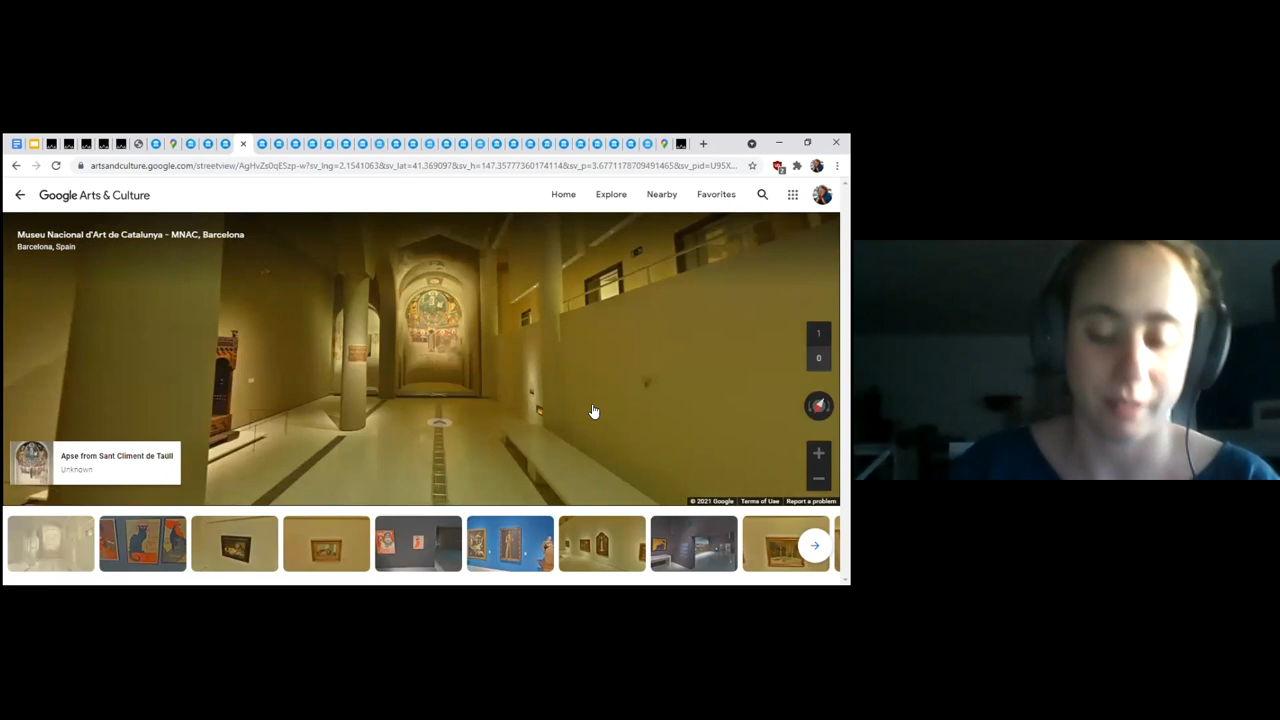 artsandculture.google.com/streetview/AgHvZs0qESzp-w?sv_lng=2.1541063&sv_lat=41.369097&sv_h=147.35777360174114&sv_p=3.6771178709491465&sv_pid=U95X...
2
Google Arts & Culture
Home
Explore
Nearby
Favorites
Museu Nacional d'Art de Catalunya - MNAC, Barcelona
Barcelona, Spain
1
0
Apse from Sant Climent de Taüll
Unknown
© 2021 Google
Terms of Use
Report a problem